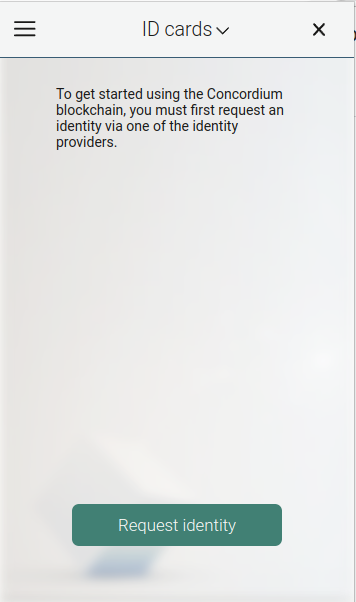 ID cards
To get started using the Concordium
blockchain, you must first request an
identity via one of the identity
providers.
Request identity